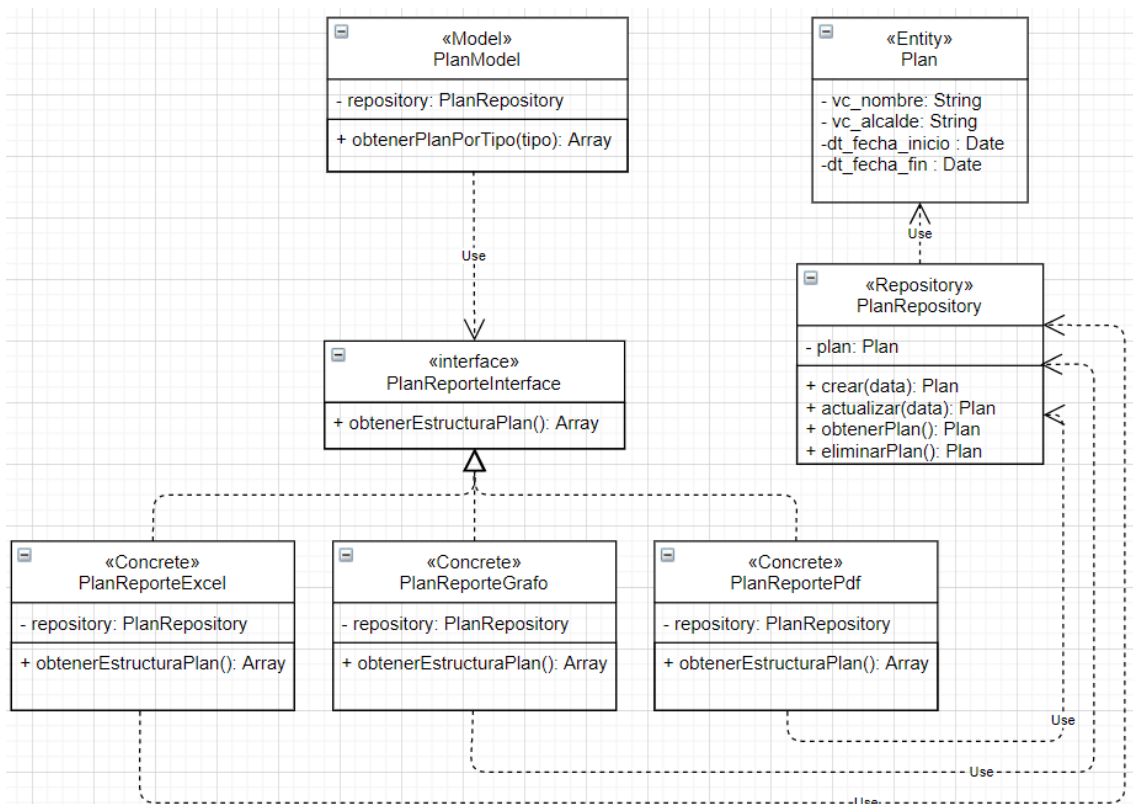 «Model»
PlanModel
- repository: PlanRepository
+ obtenerPlanPorTipo(tipo): Array
«Entity»
Plan
- vc_nombre: String
- vc_alcalde: String
-dt_fecha_inicio : Date
-dt_fecha_fin : Date
Use
Use
«Repository»
PlanRepository
- plan: Plan
+ crear(data): Plan
+ actualizar(data): Plan
+ obtenerPlan(): Plan
+ eliminarPlan(): Plan
«interface»
PlanReporteInterface
+ obtenerEstructuraPlan(): Array
«Concrete»
PlanReporteExcel
- repository: PlanRepository
+ obtenerEstructuraPlan(): Array
«Concrete»
PlanReporteGrafo
- repository: PlanRepository
+ obtenerEstructuraPlan(): Array
«Concrete»
PlanReportePdf
- repository: PlanRepository
+ obtenerEstructuraPlan(): Array
Use
Use
Use